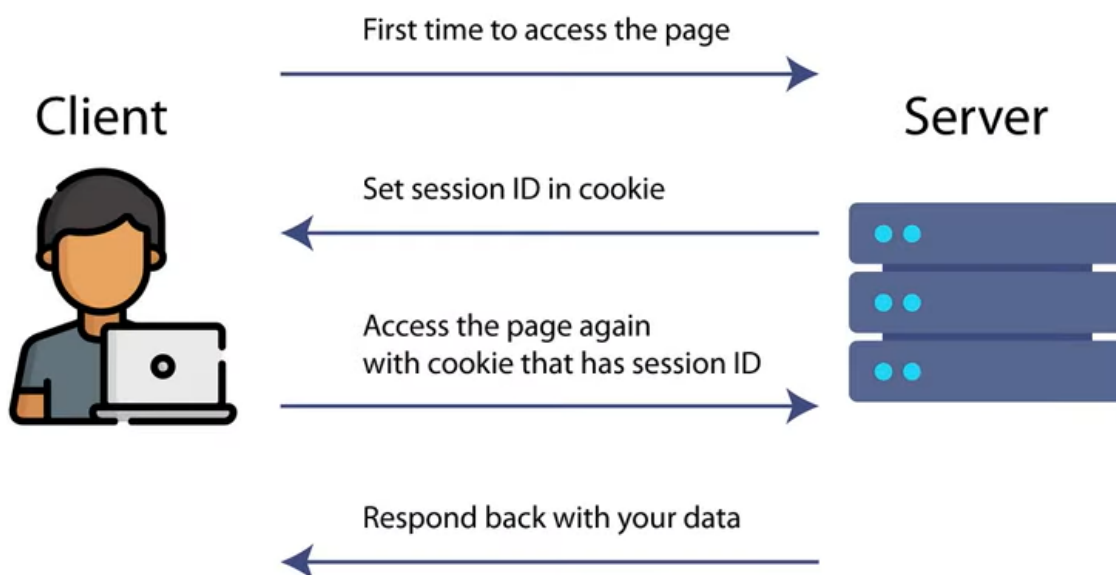 First time to access the page
Client
Server
Set session ID in cookie
Access the page again
with cookie that has session ID
Respond back with your data